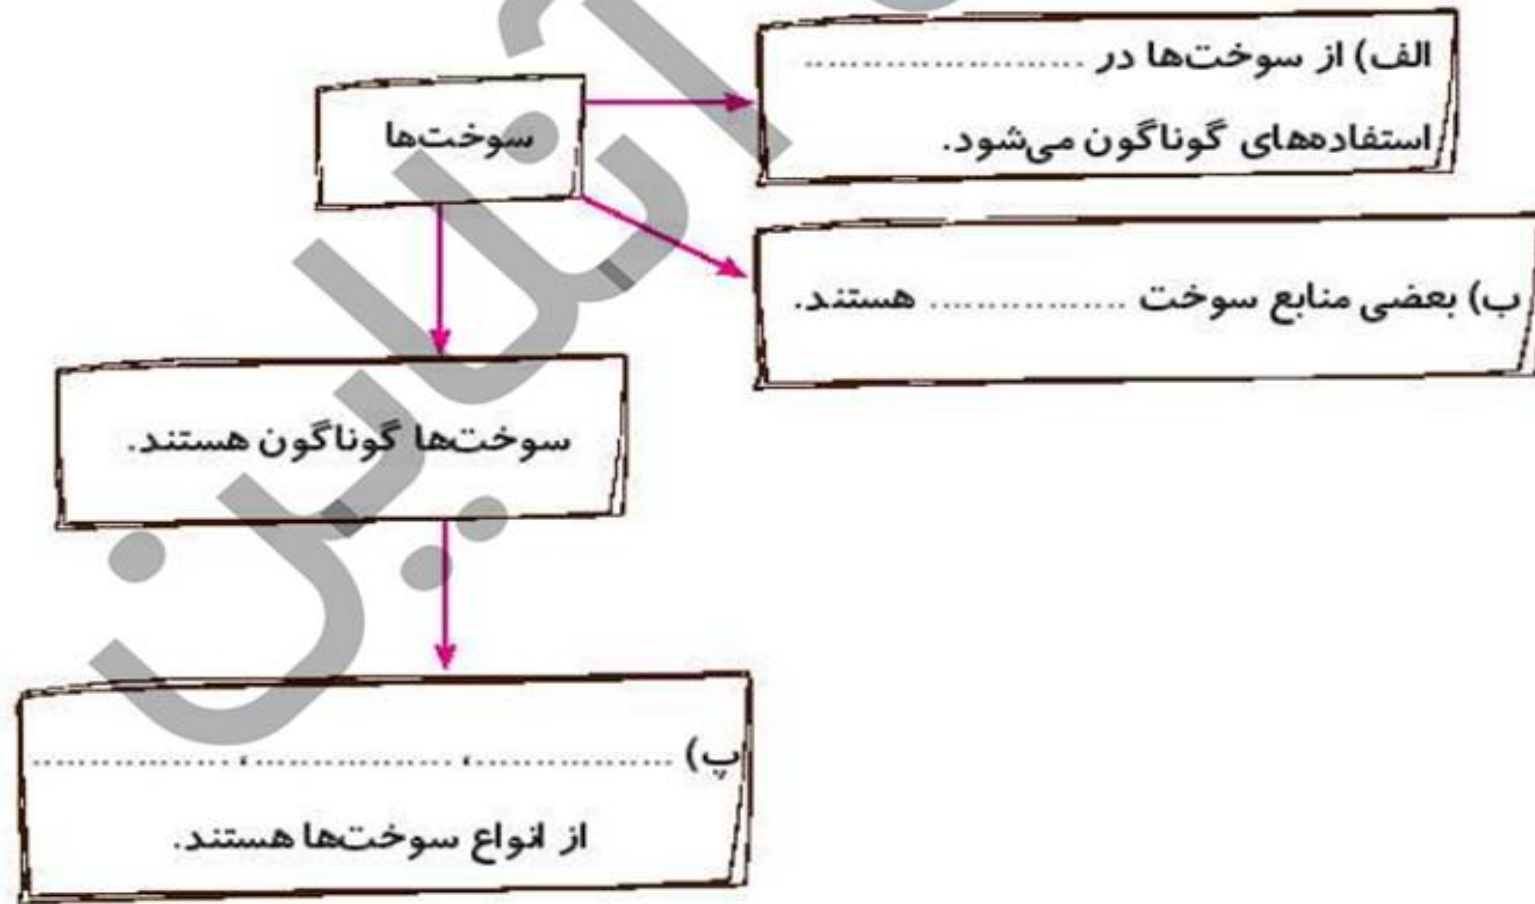 الف) از سوخت‌ها در ............................
استفاده‌های گوناگون می‌شود.
سوخت‌ها
ب) بعضی منابع سوخت .................. هستند.
سوخت‌ها گوناگون هستند.
پ) ..................، ..................، ..................
از انواع سوخت‌ها هستند.